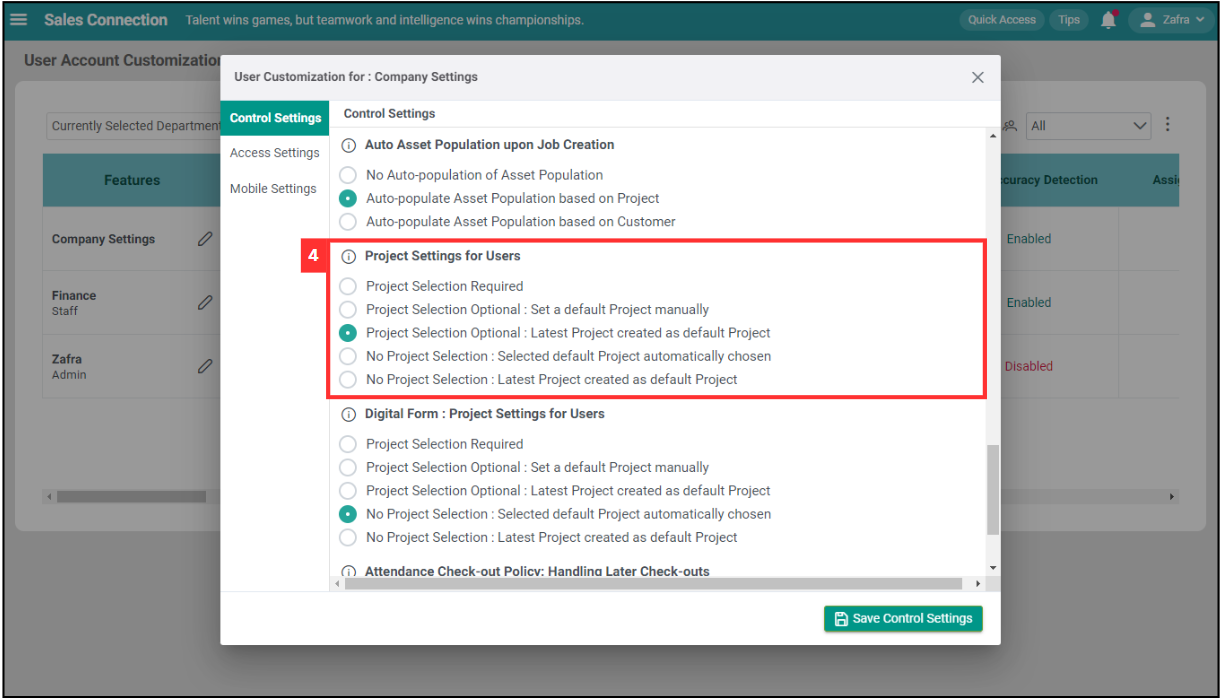 Sales Connection Talent wins games, but teamwork and intelligence wins championships. Quick Access Tips Zafra
User Account Customization
User Customization for : Company Settings
Control Settings
Access Settings
Mobile Settings
Control Settings
Currently Selected Department
All
Features
Accuracy Detection
Company Settings
Enabled
Finance
Staff
Enabled
Zafra
Admin
Disabled
Auto Asset Population upon Job Creation
No Auto-population of Asset Population
Auto-populate Asset Population based on Project
Auto-populate Asset Population based on Customer
4
Project Settings for Users
Project Selection Required
Project Selection Optional : Set a default Project manually
Project Selection Optional : Latest Project created as default Project
No Project Selection : Selected default Project automatically chosen
No Project Selection : Latest Project created as default Project
Digital Form : Project Settings for Users
Project Selection Required
Project Selection Optional : Set a default Project manually
Project Selection Optional : Latest Project created as default Project
No Project Selection : Selected default Project automatically chosen
No Project Selection : Latest Project created as default Project
Attendance Check-out Policy: Handling Later Check-outs
Save Control Settings